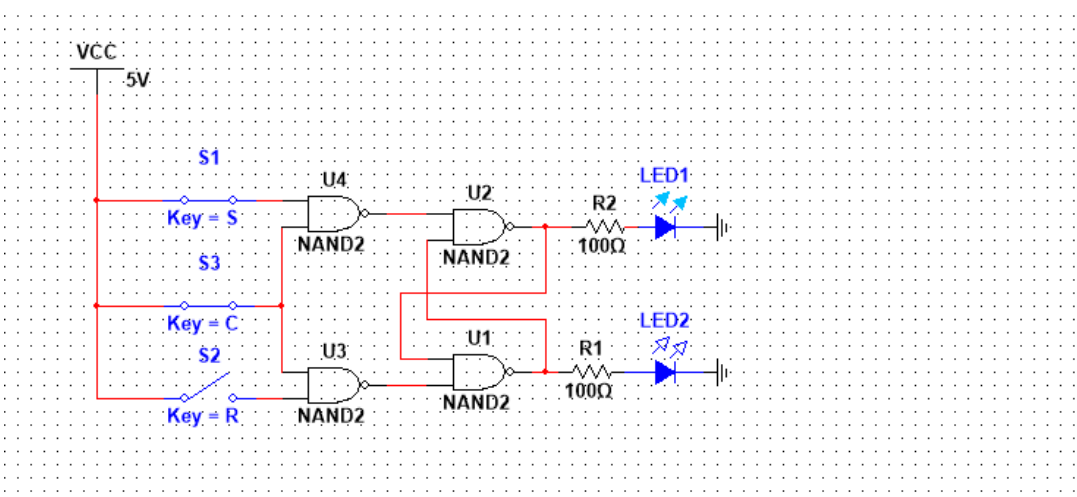 VCC
5V
S1
Key = S
U4
NAND2
U2
NAND2
R2
100Ω
LED1
S3
Key = C
S2
Key = R
U3
NAND2
U1
NAND2
R1
100Ω
LED2